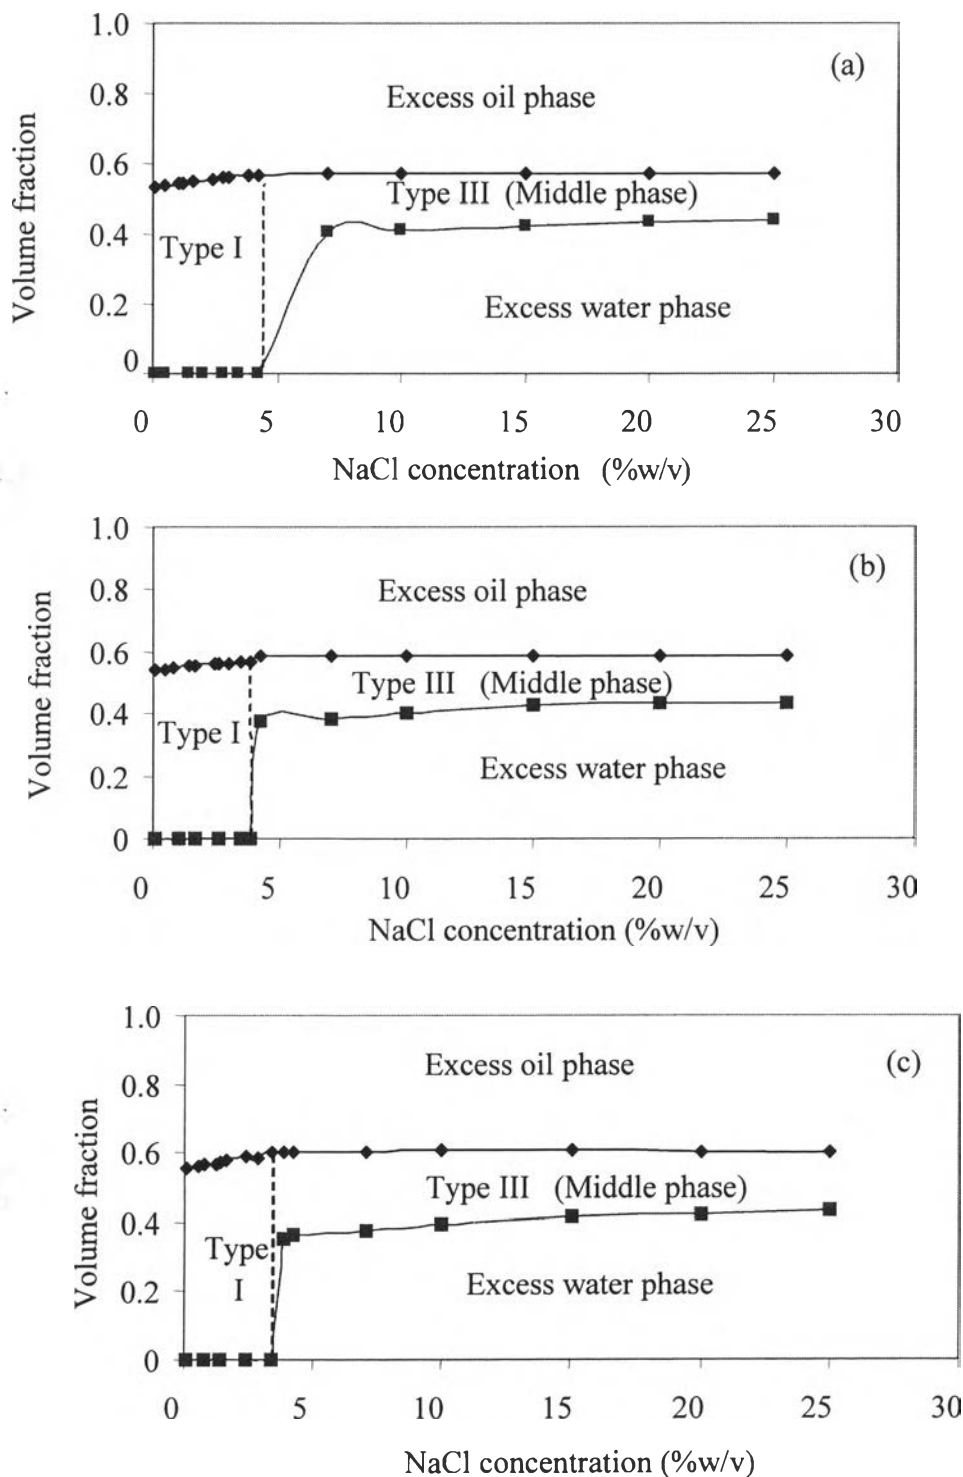 1.0
(a)
0.8
Excess oil phase
0.6
Type III (Middle phase)
0.4
Type I
0.2
Excess water phase
0
Volume fraction
0 5 10 15 20 25 30
NaCl concentration (%w/v)
1.0
(b)
0.8
Excess oil phase
0.6
Type III (Middle phase)
0.4
Type I
0.2
Excess water phase
0
Volume fraction
0 5 10 15 20 25 30
NaCl concentration (%w/v)
1.0
(c)
0.8
Excess oil phase
0.6
Type III (Middle phase)
0.4
Type
I
0.2
Excess water phase
0
Volume fraction
0 5 10 15 20 25 30
NaCl concentration (%w/v)